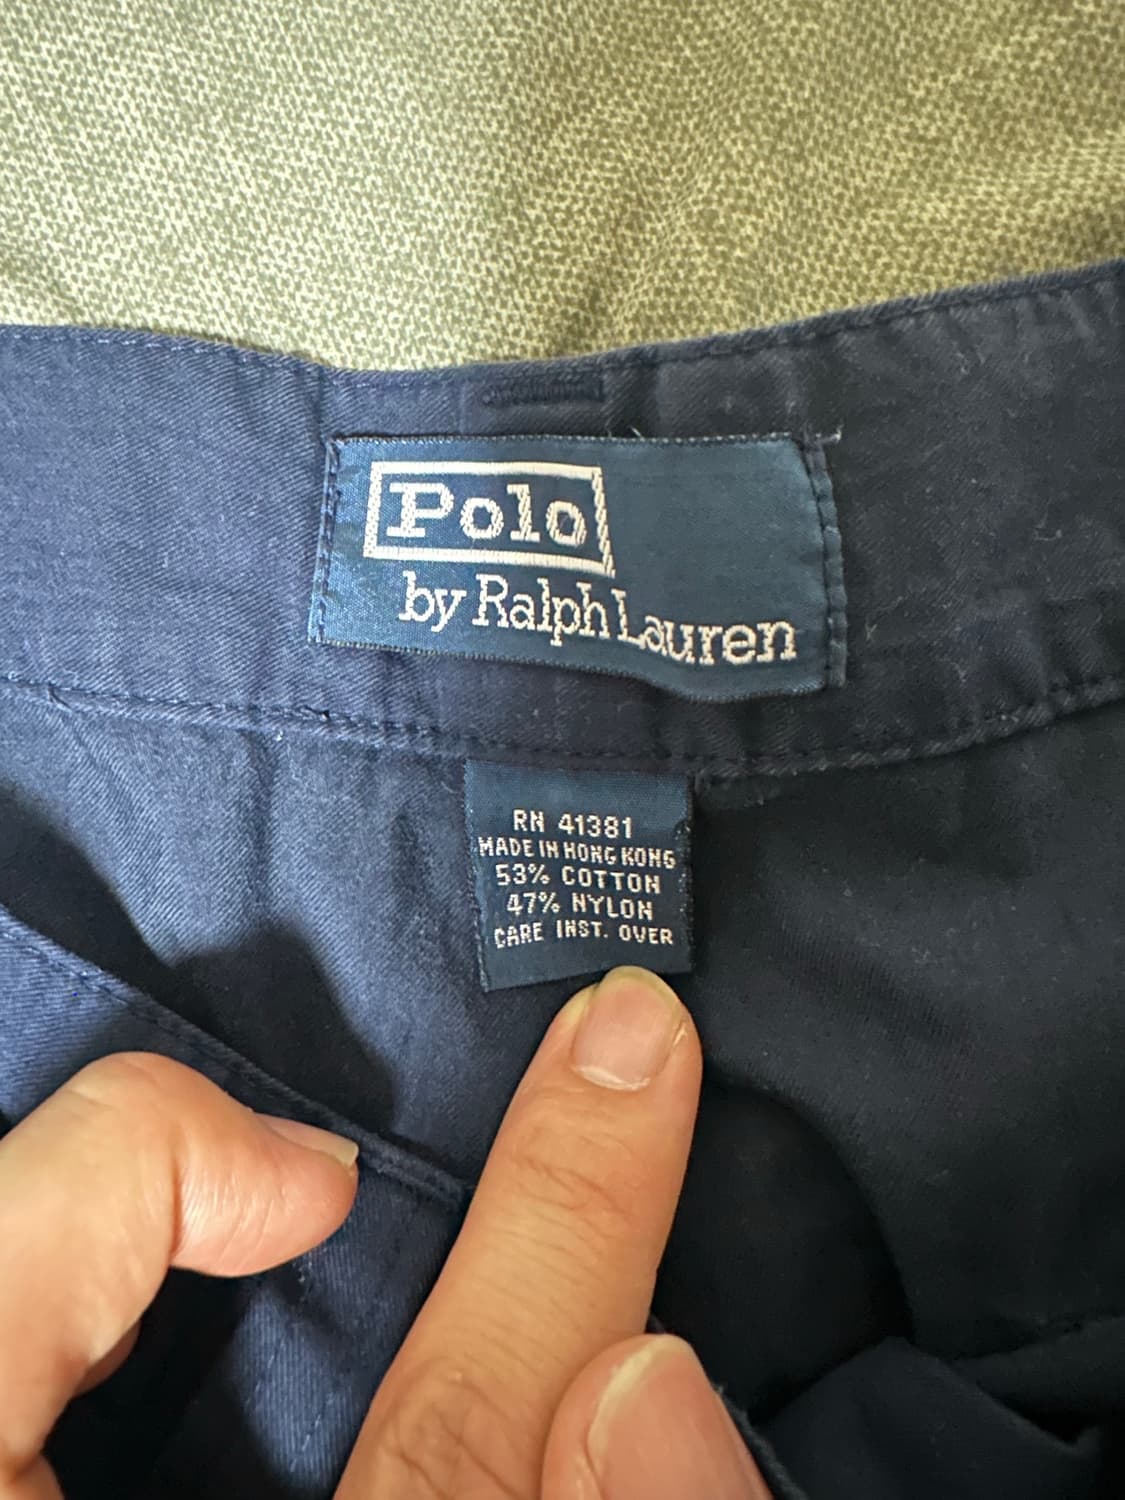 Polo
by Ralph Lauren
RN 41381
MADE IN HONG KONG
53% COTTON
47% NYLON
CARE INST. OVER